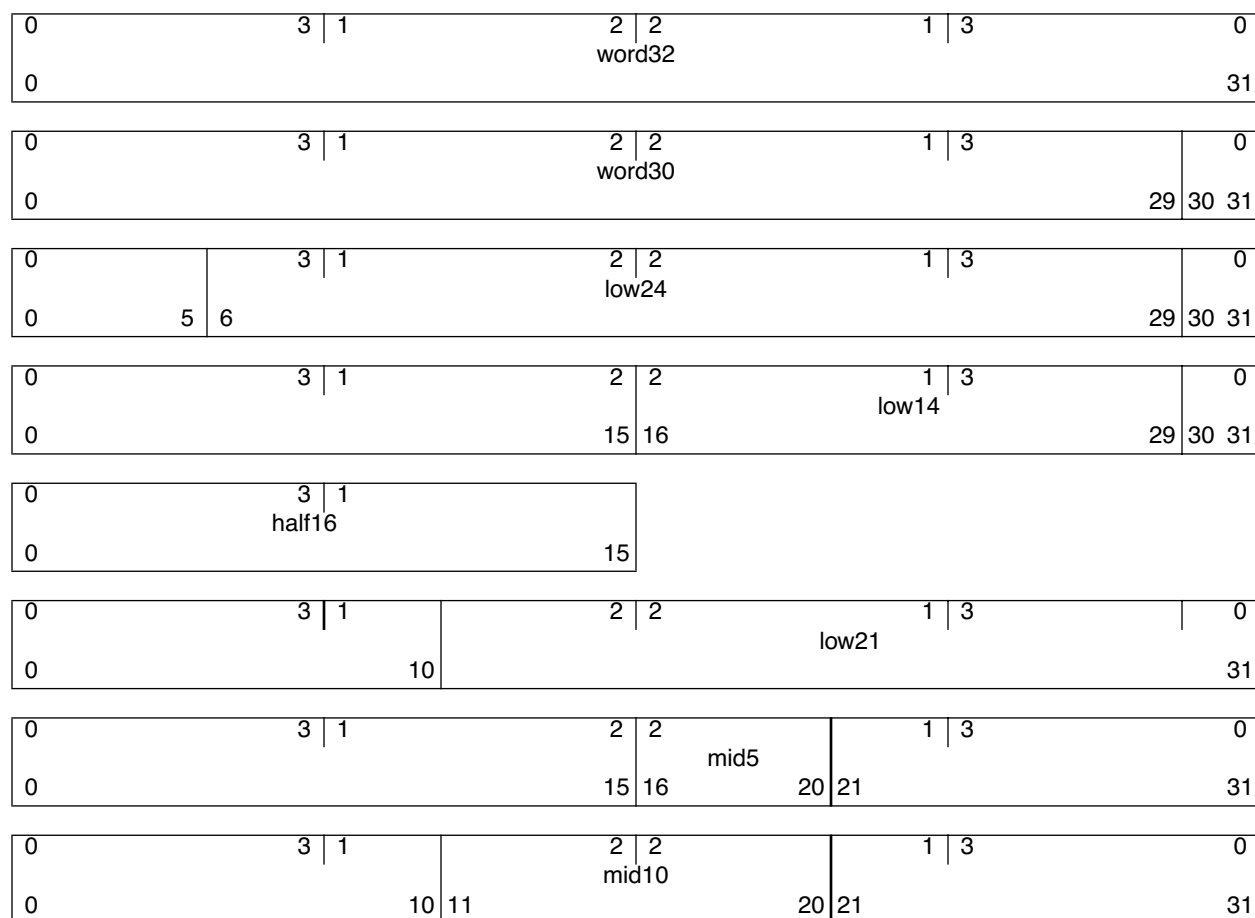 0 3 1 2 2 1 3 0
word32
0 31
0 3 1 2 2 1 3 0
word30
0 29 30 31
0 3 1 2 2 1 3 0
low24
0 5 6 29 30 31
0 3 1 2 2 1 3 0
low14
0 15 16 29 30 31
0 3 1
half16
0 15
0 3 1 2 2 1 3 0
low21
0 10 31
0 3 1 2 2 1 3 0
mid5
0 15 16 20 21 31
0 3 1 2 2 1 3 0
mid10
0 10 11 20 21 31